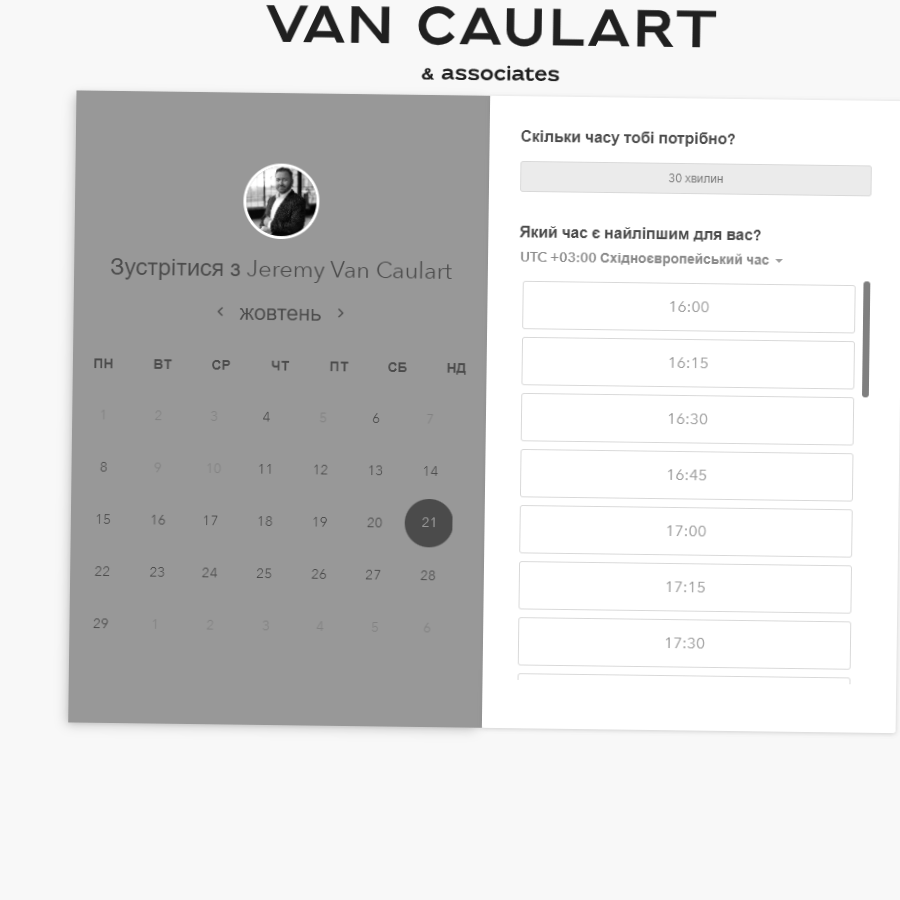 VAN CAULART
& associates
Зустрітися з Jeremy Van Caulart
жовтень
ПН ВТ СР ЧТ ПТ СБ НД
1 2 3 4 5 6 7
8 9 10 11 12 13 14
15 16 17 18 19 20 21
22 23 24 25 26 27 28
29 1 2 3 4 5 6
Скільки часу тобі потрібно?
30 хвилин
Який час є найліпшим для вас?
UTC +03:00 Східноєвропейський час
16:00
16:15
16:30
16:45
17:00
17:15
17:30